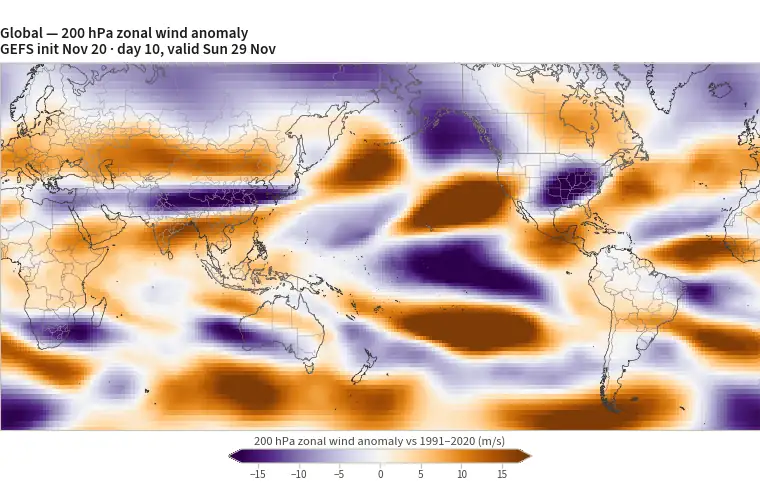 Global — 200 hPa zonal wind anomaly
GEFS init Nov 20 · day 10, valid Sun 29 Nov
200 hPa zonal wind anomaly vs 1991–2020 (m/s)
−15 −10 −5 0 5 10 15